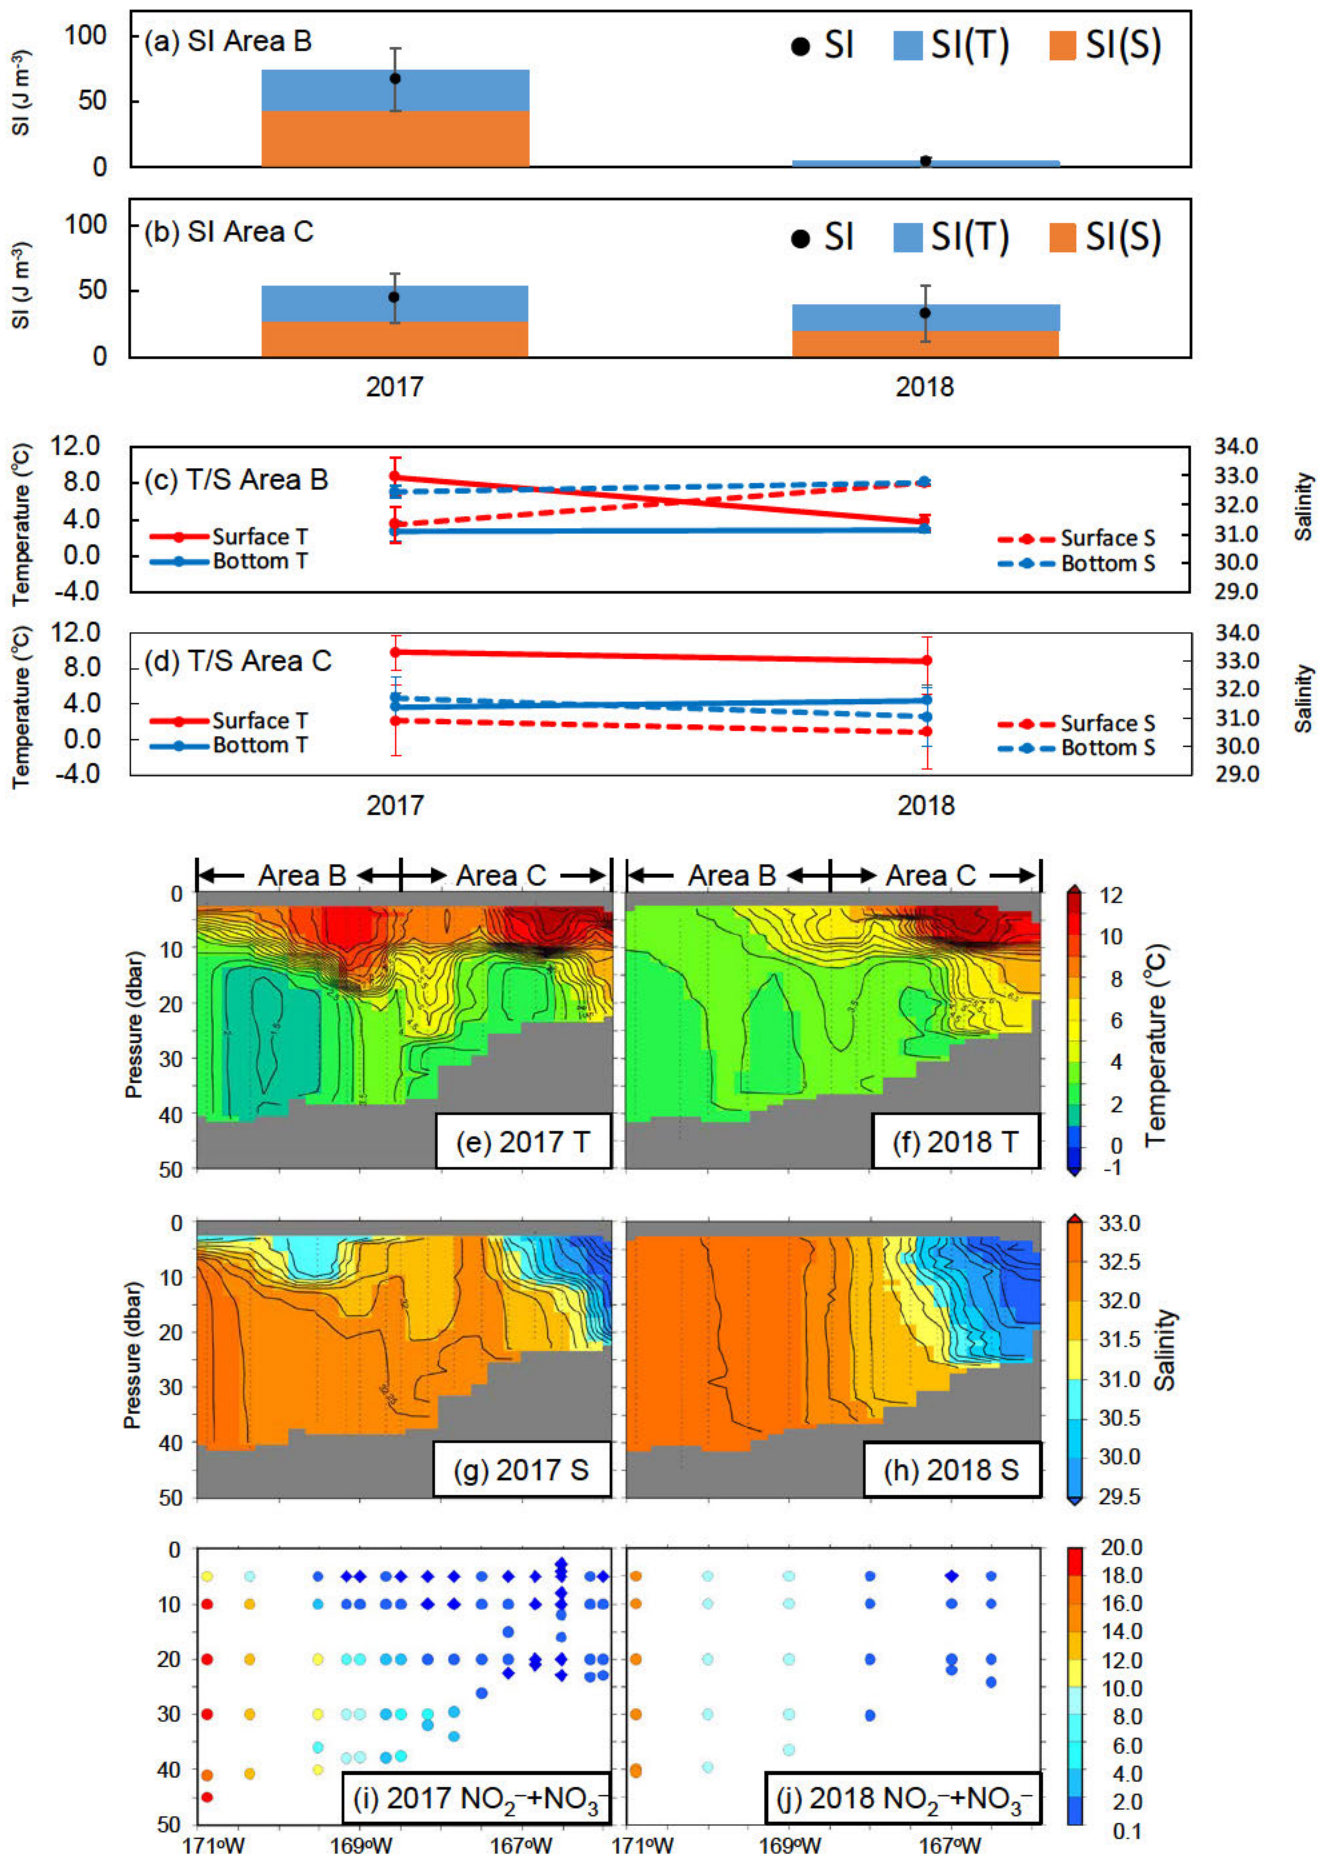 (a) SI Area B
SI
SI(T)
SI(S)
SI (J m⁻³)
100
50
0
(b) SI Area C
SI
SI(T)
SI(S)
SI (J m⁻³)
100
50
0
2017
2018
(c) T/S Area B
Temperature (°C)
12.0
8.0
4.0
0.0
-4.0
Surface T
Bottom T
Surface S
Bottom S
34.0
33.0
32.0
31.0
30.0
29.0
Salinity
(d) T/S Area C
Temperature (°C)
12.0
8.0
4.0
0.0
-4.0
Surface T
Bottom T
Surface S
Bottom S
34.0
33.0
32.0
31.0
30.0
29.0
Salinity
2017
2018
Area B
Area C
Area B
Area C
Pressure (dbar)
0
10
20
30
40
50
(e) 2017 T
(f) 2018 T
12
10
8
6
4
2
0
-1
Temperature (°C)
Pressure (dbar)
0
10
20
30
40
50
(g) 2017 S
(h) 2018 S
33.0
32.5
32.0
31.5
31.0
30.5
30.0
29.5
Salinity
0
10
20
30
40
50
(i) 2017 NO₂⁻+NO₃⁻
(j) 2018 NO₂⁻+NO₃⁻
20.0
18.0
16.0
14.0
12.0
10.0
8.0
6.0
4.0
2.0
0.1
171ºW
169ºW
167ºW
171ºW
169ºW
167ºW